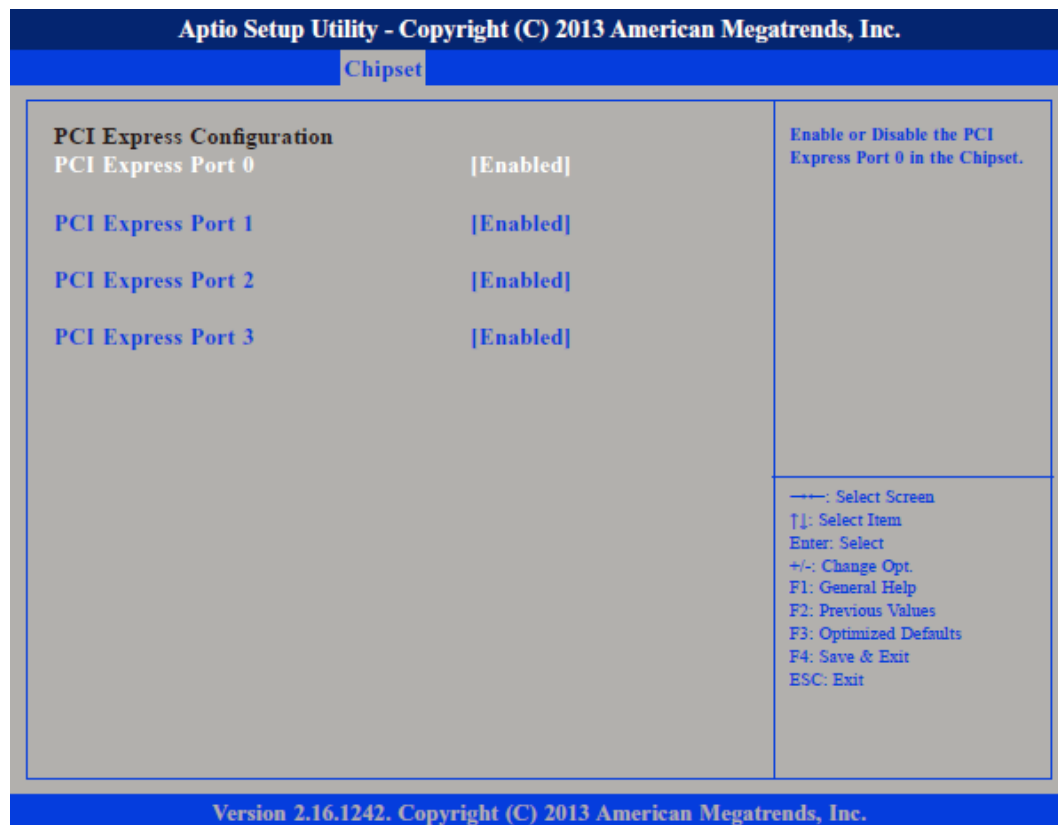 Aptio Setup Utility - Copyright (C) 2013 American Megatrends, Inc.
Chipset
PCI Express Configuration
PCI Express Port 0 [Enabled]
PCI Express Port 1 [Enabled]
PCI Express Port 2 [Enabled]
PCI Express Port 3 [Enabled]
Enable or Disable the PCI
Express Port 0 in the Chipset.
→←: Select Screen
↑↓: Select Item
Enter: Select
+/-: Change Opt.
F1: General Help
F2: Previous Values
F3: Optimized Defaults
F4: Save & Exit
ESC: Exit
Version 2.16.1242. Copyright (C) 2013 American Megatrends, Inc.